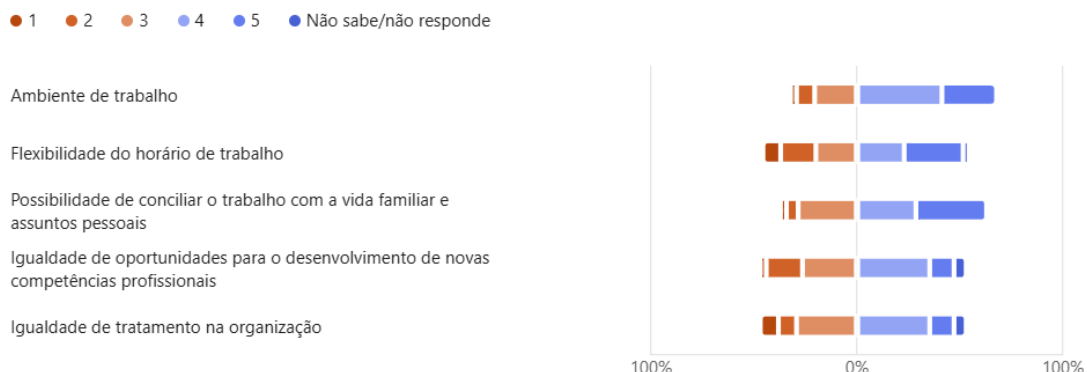 1 2 3 4 5 Não sabe/não responde
Ambiente de trabalho
Flexibilidade do horário de trabalho
Possibilidade de conciliar o trabalho com a vida familiar e
assuntos pessoais
Igualdade de oportunidades para o desenvolvimento de novas
competências profissionais
Igualdade de tratamento na organização
100% 0% 100%